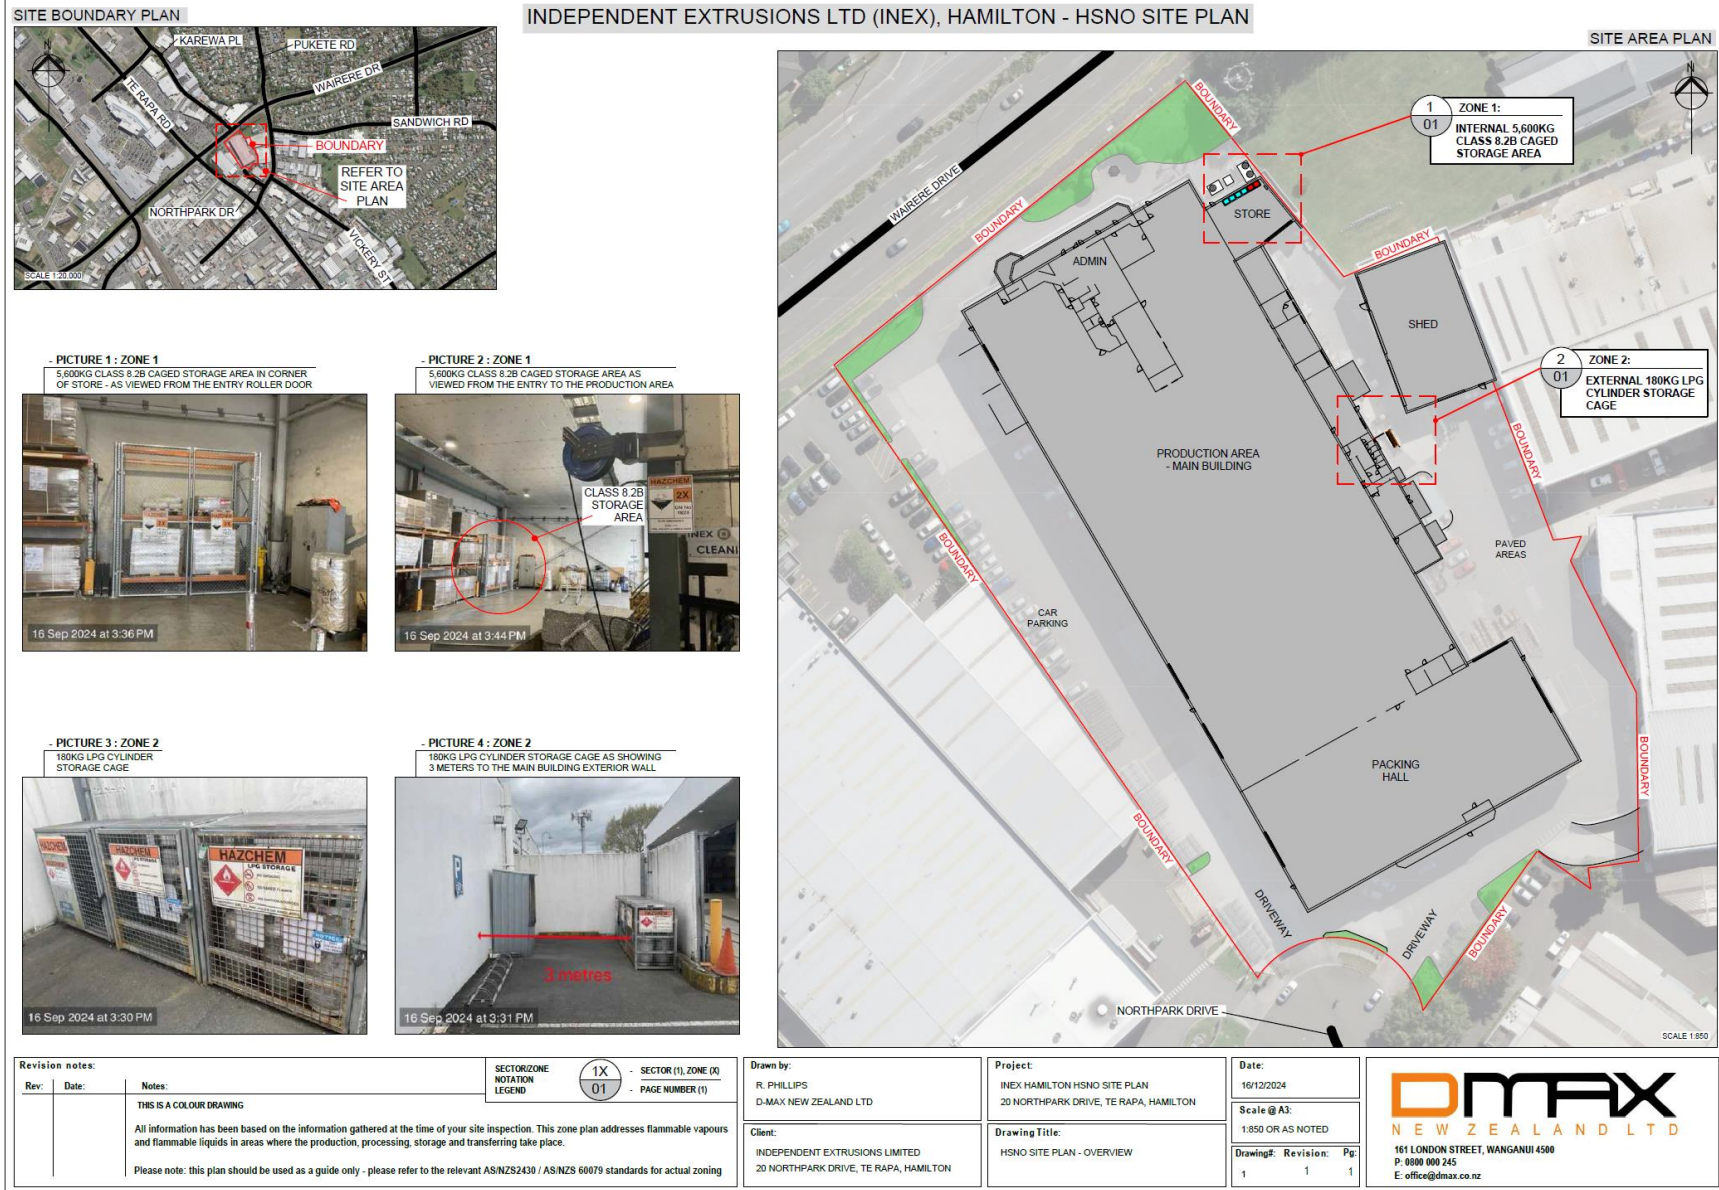 SITE BOUNDARY PLAN
INDEPENDENT EXTRUSIONS LTD (INEX), HAMILTON - HSNO SITE PLAN
SITE AREA PLAN
KAREWA PL
PUKETE RD
WAIRERE DR
TE RAPA RD
SANDWICH RD
BOUNDARY
REFER TO
SITE AREA
PLAN
NORTHPARK DR
VICKERY ST
SCALE 1:20,000
N
- PICTURE 1 : ZONE 1
5,600KG CLASS 8.2B CAGED STORAGE AREA IN CORNER
OF STORE - AS VIEWED FROM THE ENTRY ROLLER DOOR
16 Sep 2024 at 3:36 PM
- PICTURE 2 : ZONE 1
5,600KG CLASS 8.2B CAGED STORAGE AREA AS
VIEWED FROM THE ENTRY TO THE PRODUCTION AREA
CLASS 8.2B
STORAGE
AREA
HAZCHEM
2X
INEX
CLEANI
16 Sep 2024 at 3:44 PM
- PICTURE 3 : ZONE 2
180KG LPG CYLINDER
STORAGE CAGE
HAZCHEM
HAZCHEM
HAZCHEM
LPG STORAGE
16 Sep 2024 at 3:30 PM
- PICTURE 4 : ZONE 2
180KG LPG CYLINDER STORAGE CAGE AS SHOWING
3 METERS TO THE MAIN BUILDING EXTERIOR WALL
3 metres
16 Sep 2024 at 3:31 PM
N
1
01
ZONE 1:
INTERNAL 5,600KG
CLASS 8.2B CAGED
STORAGE AREA
2
01
ZONE 2:
EXTERNAL 180KG LPG
CYLINDER STORAGE
CAGE
WAIRERE DRIVE
BOUNDARY
BOUNDARY
BOUNDARY
BOUNDARY
BOUNDARY
BOUNDARY
BOUNDARY
BOUNDARY
STORE
ADMIN
SHED
PRODUCTION AREA
- MAIN BUILDING
PAVED
AREAS
CAR
PARKING
PACKING
HALL
DRIVEWAY
DRIVEWAY
NORTHPARK DRIVE
SCALE 1:850
Revision notes:
Rev: Date: Notes:
THIS IS A COLOUR DRAWING
All information has been based on the information gathered at the time of your site inspection. This zone plan addresses flammable vapours
and flammable liquids in areas where the production, processing, storage and transferring take place.
Please note: this plan should be used as a guide only - please refer to the relevant AS/NZS2430 / AS/NZS 60079 standards for actual zoning
SECTOR/ZONE
NOTATION
LEGEND
1X
01
- SECTOR (1), ZONE (X)
- PAGE NUMBER (1)
Drawn by:
R. PHILLIPS
D-MAX NEW ZEALAND LTD
Client:
INDEPENDENT EXTRUSIONS LIMITED
20 NORTHPARK DRIVE, TE RAPA, HAMILTON
Project:
INEX HAMILTON HSNO SITE PLAN
20 NORTHPARK DRIVE, TE RAPA, HAMILTON
Drawing Title:
HSNO SITE PLAN - OVERVIEW
Date:
16/12/2024
Scale @ A3:
1:850 OR AS NOTED
Drawing#: Revision: Pg:
1 1 1
DMAX
NEW ZEALAND LTD
161 LONDON STREET, WANGANUI 4500
P: 0800 000 245
E: office@dmax.co.nz